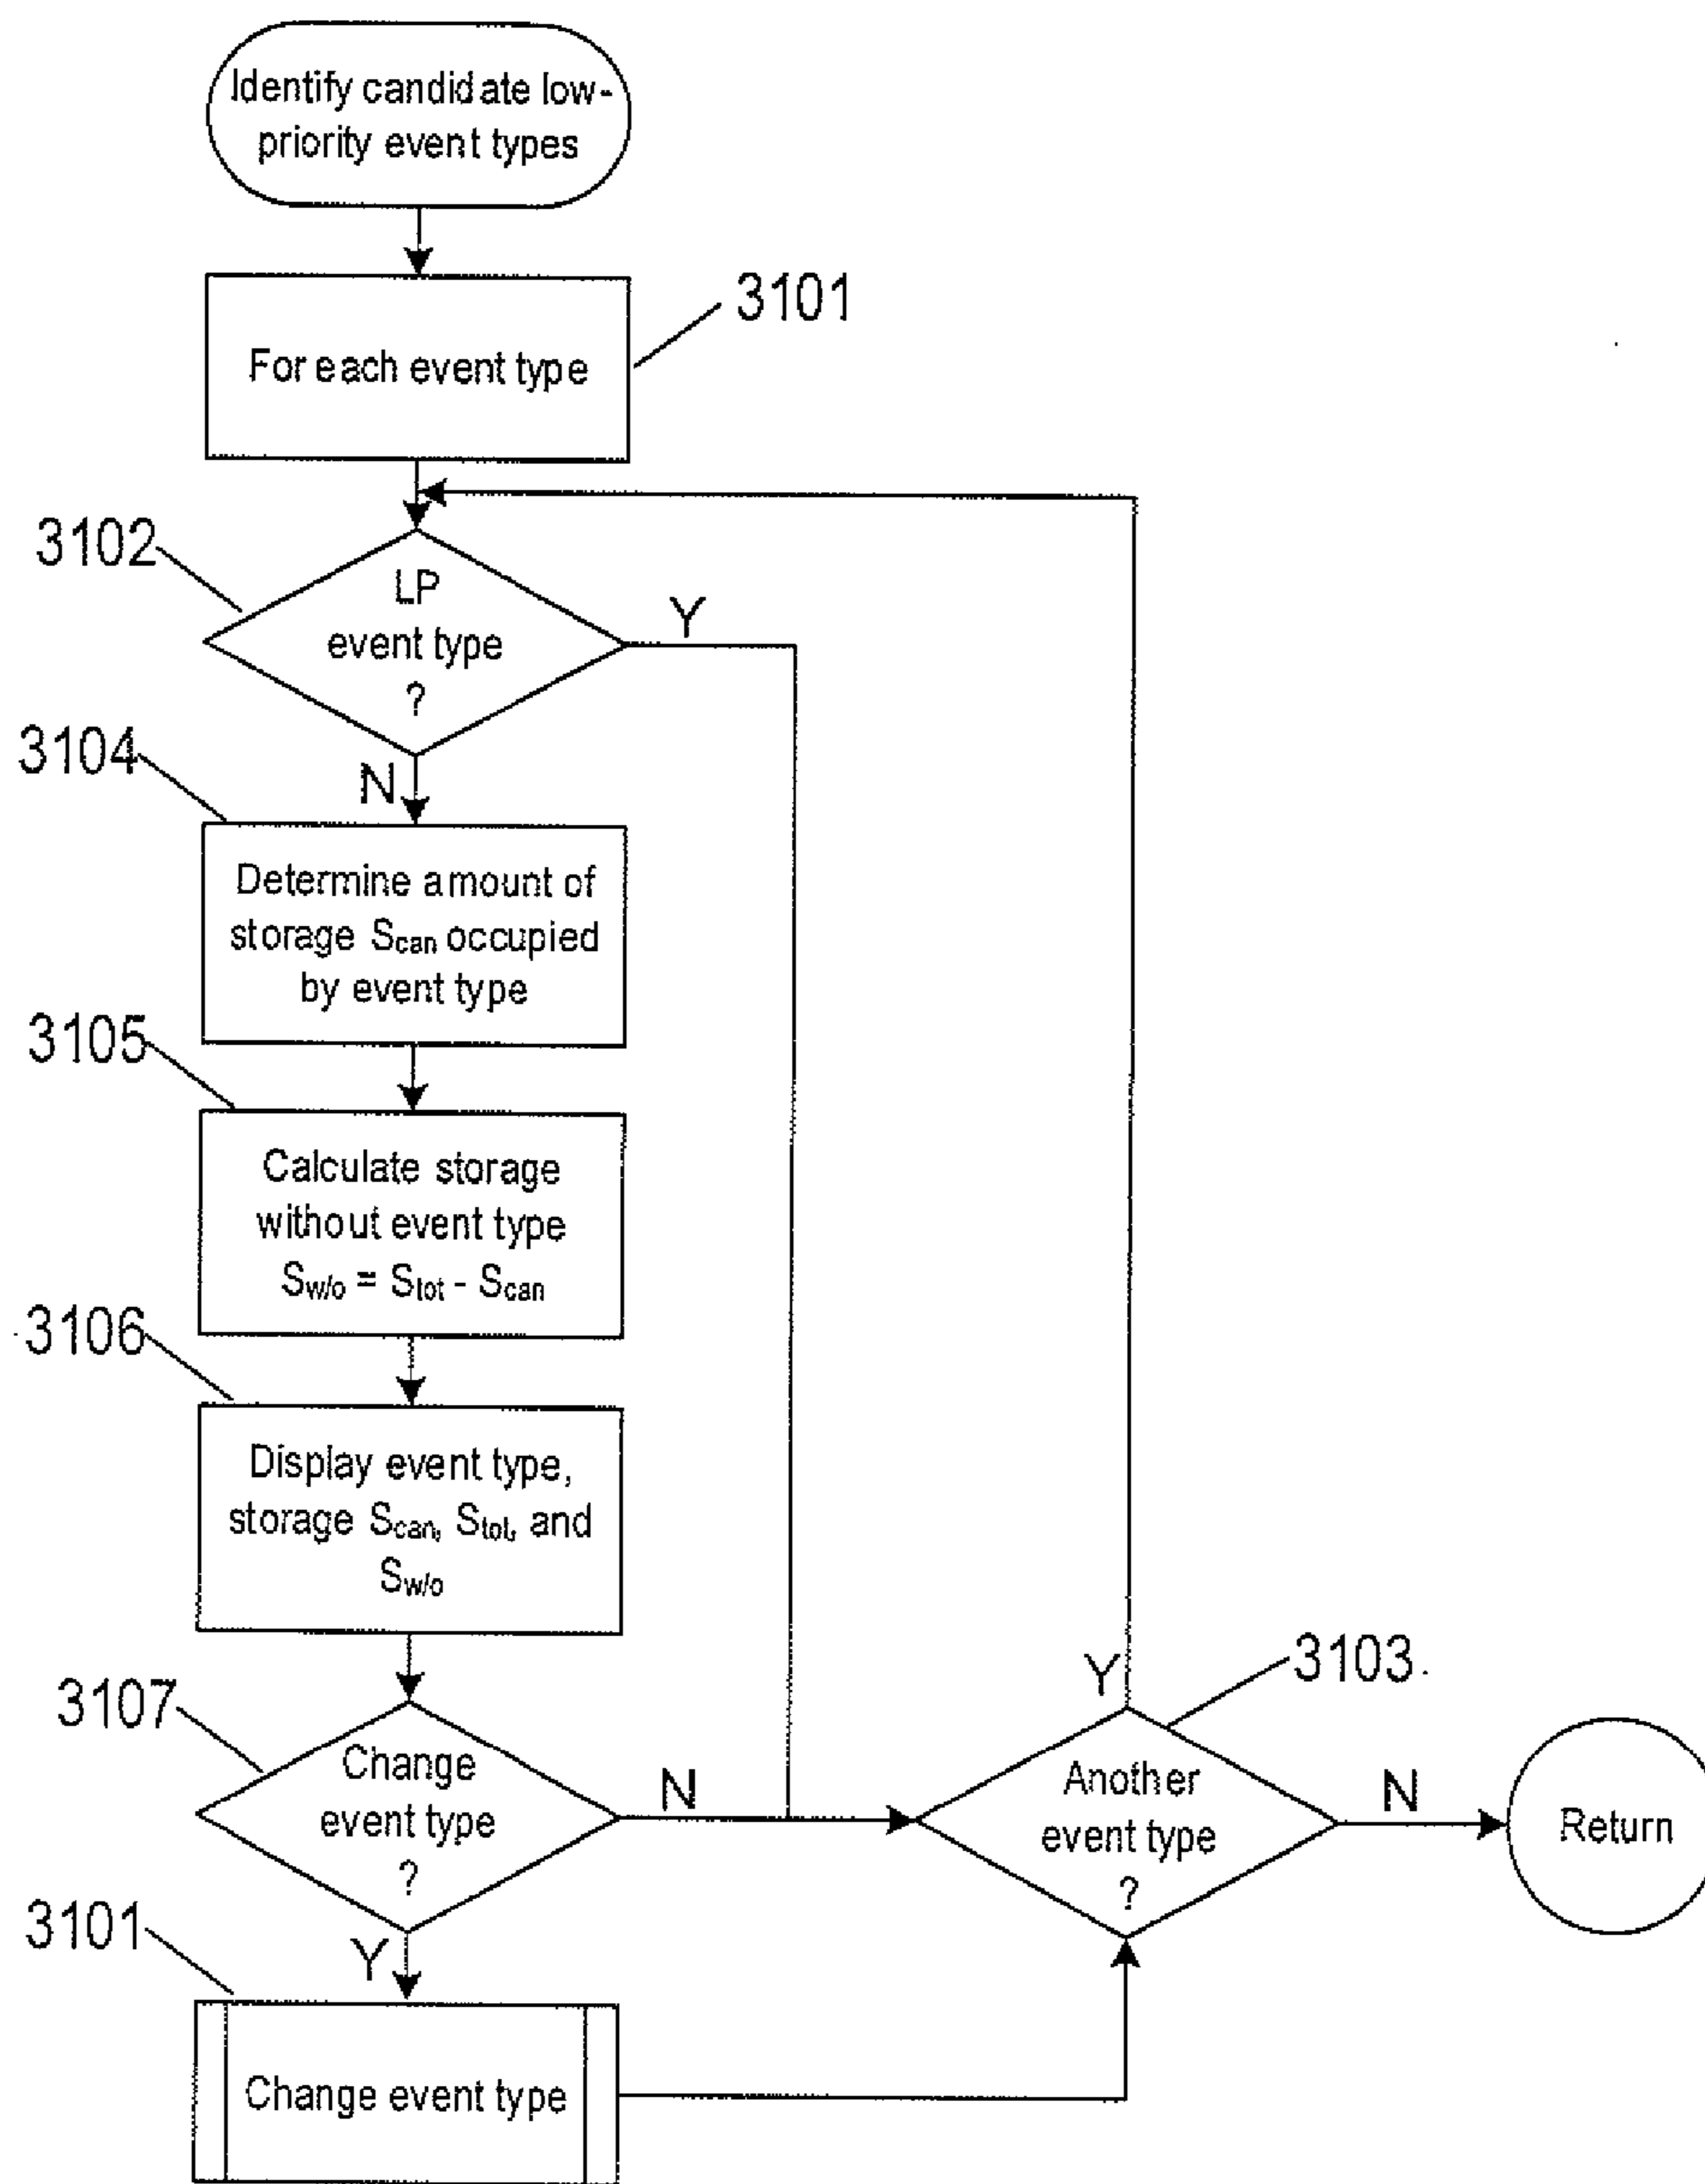 Identify candidate low-
priority event types
3101
For each event type
3102
LP
event type
?
Y
N
3104
Determine amount of
storage Scan occupied
by event type
3105
Calculate storage
without event type
Sw/o = Stot - Scan
3106
Display event type,
storage Scan, Stot, and
Sw/o
3107
Change
event type
?
N
Y
3103
Another
event type
?
Y
N
Return
3101
Change event type